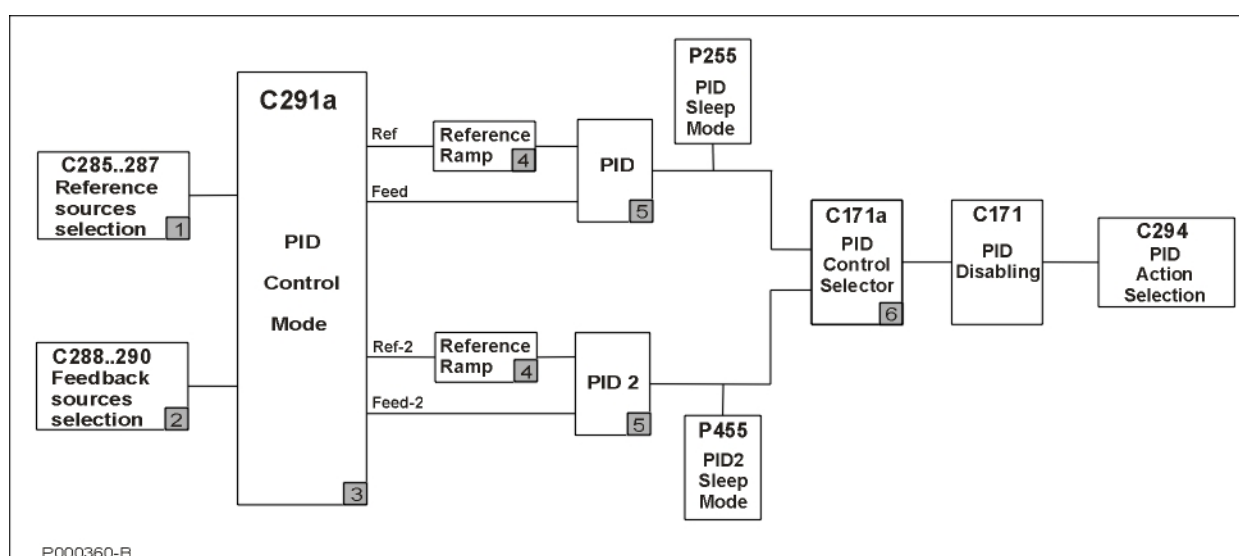 C285..287
Reference
sources
selection
1
C288..290
Feedback
sources
selection
2
C291a
PID
Control
Mode
3
Ref
Reference
Ramp
4
Feed
PID
5
P255
PID
Sleep
Mode
Ref-2
Reference
Ramp
4
Feed-2
PID 2
5
P455
PID2
Sleep
Mode
C171a
PID
Control
Selector
6
C171
PID
Disabling
C294
PID
Action
Selection
P000360-B